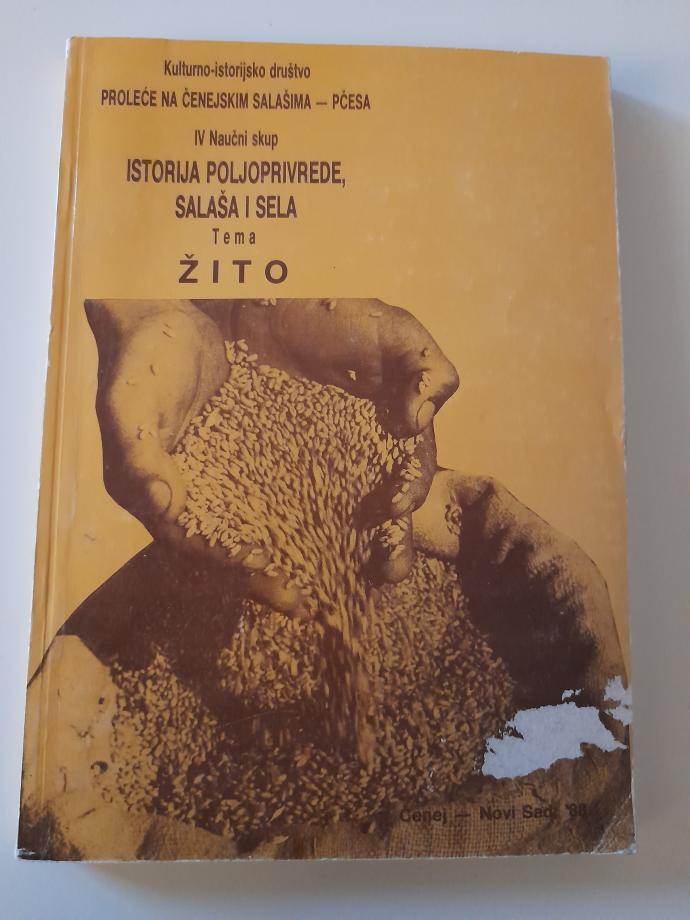 Kulturno-istorijsko društvo
PROLEĆE NA ČENEJSKIM SALAŠIMA — PČESA
IV Naučni skup
ISTORIJA POLJOPRIVREDE,
SALAŠA I SELA
Tema
ŽITO
Čenej — Novi Sad,